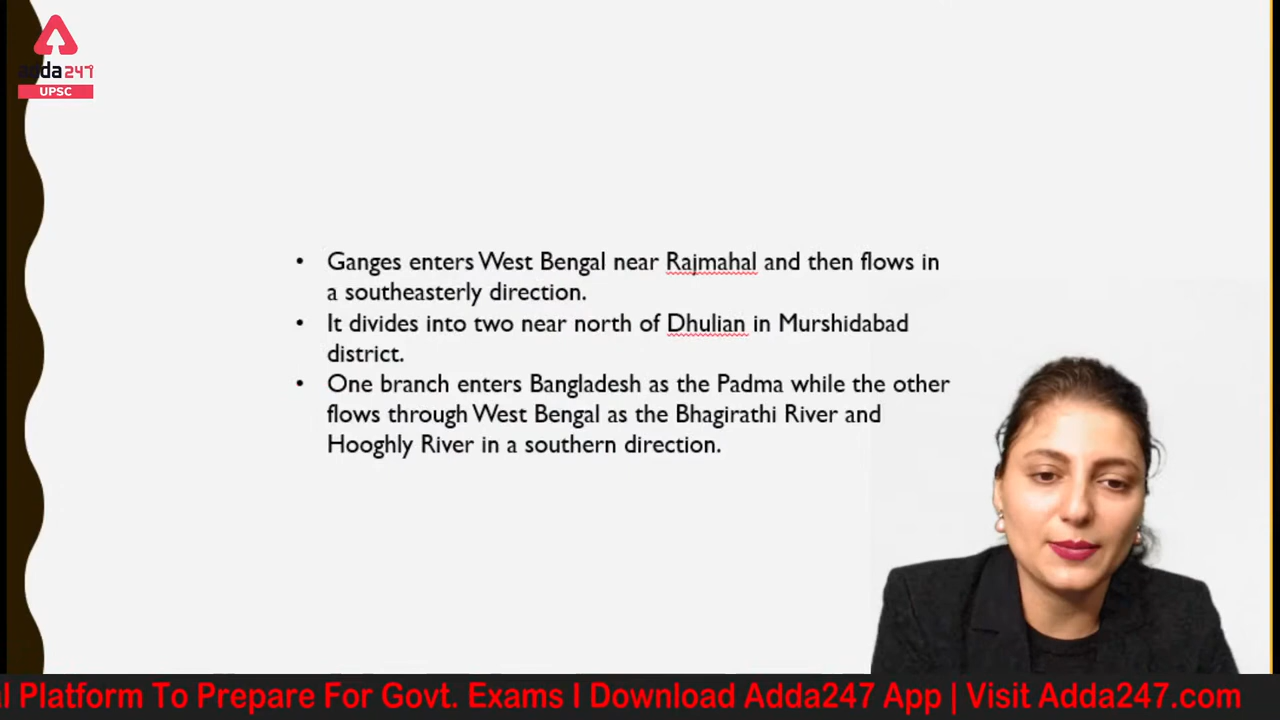 adda247
UPSC
• Ganges enters West Bengal near Rajmahal and then flows in
a southeasterly direction.
• It divides into two near north of Dhulian in Murshidabad
district.
• One branch enters Bangladesh as the Padma while the other
flows through West Bengal as the Bhagirathi River and
Hooghly River in a southern direction.
l Platform To Prepare For Govt. Exams I Download Adda247 App | Visit Adda247.com